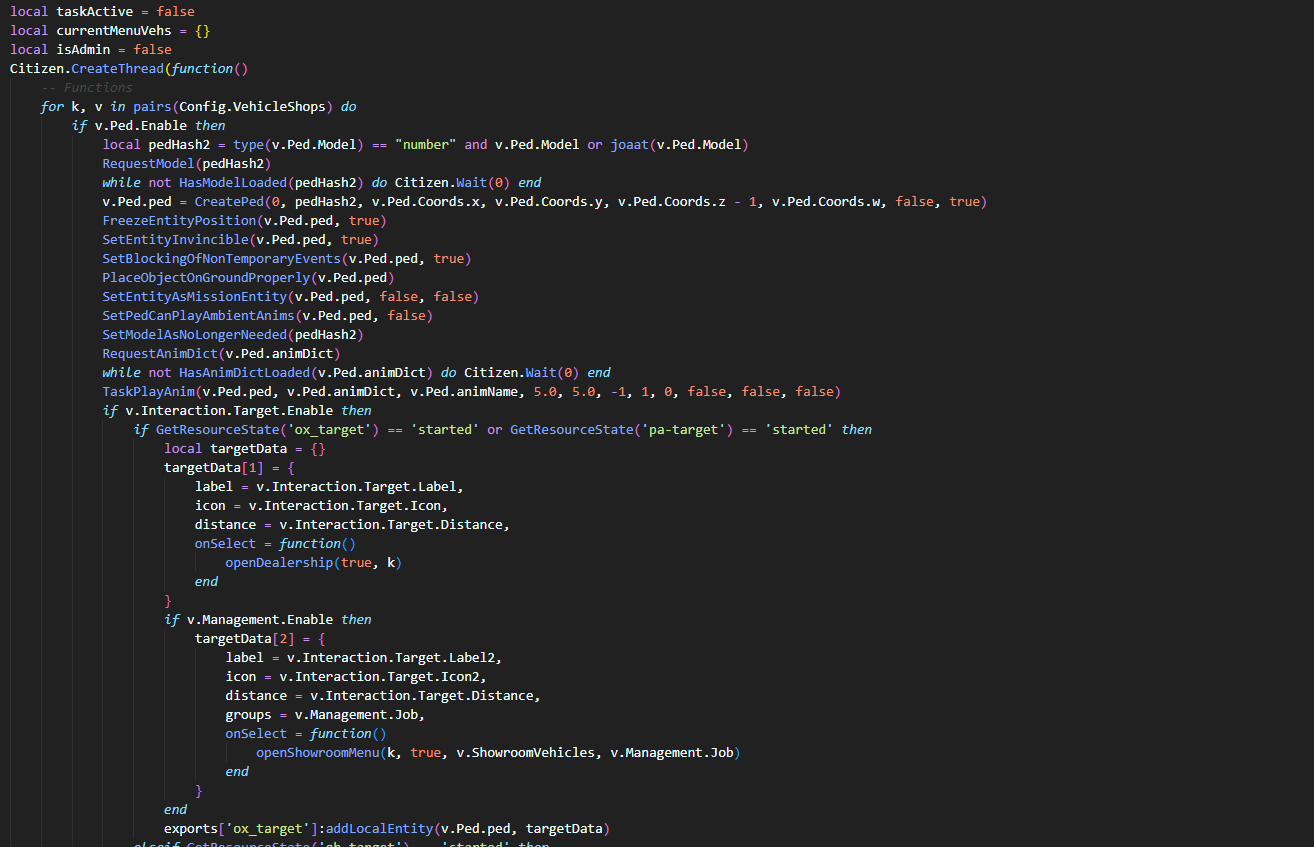 local taskActive = false
local currentMenuVehs = {}
local isAdmin = false
Citizen.CreateThread(function()
    -- Functions
    for k, v in pairs(Config.VehicleShops) do
        if v.Ped.Enable then
            local pedHash2 = type(v.Ped.Model) == "number" and v.Ped.Model or joaat(v.Ped.Model)
            RequestModel(pedHash2)
            while not HasModelLoaded(pedHash2) do Citizen.Wait(0) end
            v.Ped.ped = CreatePed(0, pedHash2, v.Ped.Coords.x, v.Ped.Coords.y, v.Ped.Coords.z - 1, v.Ped.Coords.w, false, true)
            FreezeEntityPosition(v.Ped.ped, true)
            SetEntityInvincible(v.Ped.ped, true)
            SetBlockingOfNonTemporaryEvents(v.Ped.ped, true)
            PlaceObjectOnGroundProperly(v.Ped.ped)
            SetEntityAsMissionEntity(v.Ped.ped, false, false)
            SetPedCanPlayAmbientAnims(v.Ped.ped, false)
            SetModelAsNoLongerNeeded(pedHash2)
            RequestAnimDict(v.Ped.animDict)
            while not HasAnimDictLoaded(v.Ped.animDict) do Citizen.Wait(0) end
            TaskPlayAnim(v.Ped.ped, v.Ped.animDict, v.Ped.animName, 5.0, 5.0, -1, 1, 0, false, false, false)
            if v.Interaction.Target.Enable then
                if GetResourceState('ox_target') == 'started' or GetResourceState('pa-target') == 'started' then
                    local targetData = {}
                    targetData[1] = {
                        label = v.Interaction.Target.Label,
                        icon = v.Interaction.Target.Icon,
                        distance = v.Interaction.Target.Distance,
                        onSelect = function()
                            openDealership(true, k)
                        end
                    }
                    if v.Management.Enable then
                        targetData[2] = {
                            label = v.Interaction.Target.Label2,
                            icon = v.Interaction.Target.Icon2,
                            distance = v.Interaction.Target.Distance,
                            groups = v.Management.Job,
                            onSelect = function()
                                openShowroomMenu(k, true, v.ShowroomVehicles, v.Management.Job)
                            end
                        }
                    end
                    exports['ox_target']:addLocalEntity(v.Ped.ped, targetData)